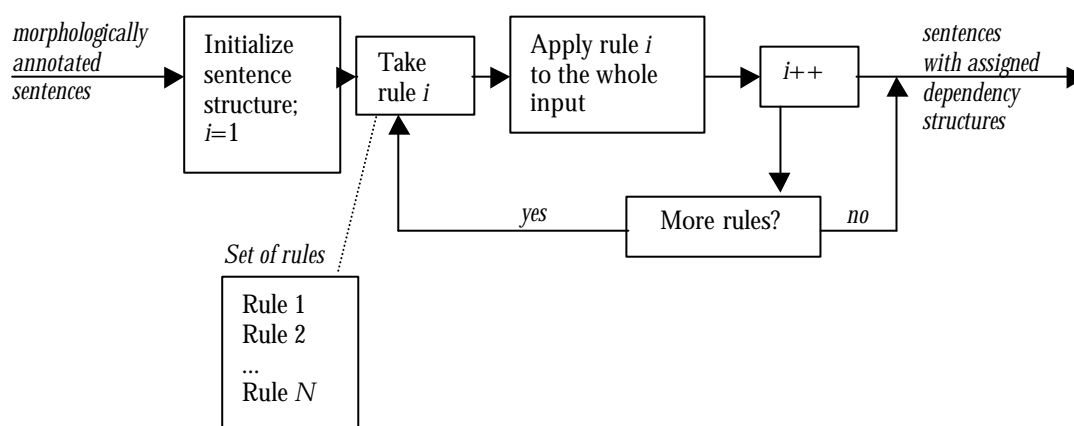 morphologically
annotated
sentences
Initialize
sentence
structure;
i=1
Take
rule i
Apply rule i
to the whole
input
i++
sentences
with assigned
dependency
structures
yes
More rules?
no
Set of rules
Rule 1
Rule 2
...
Rule N